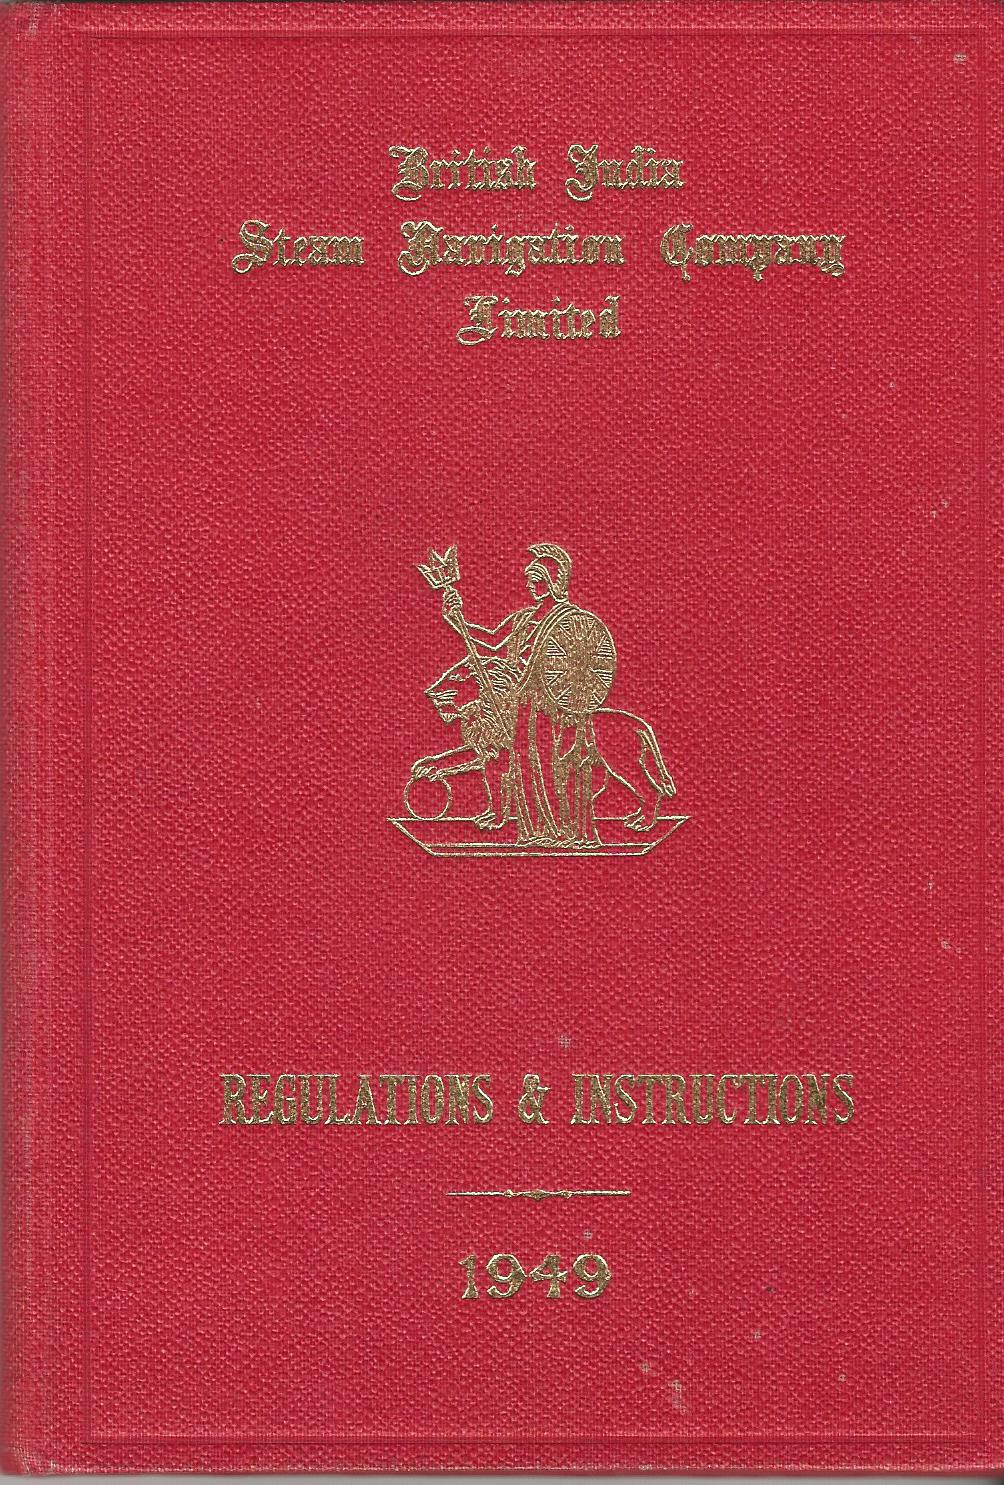 British India
Steam Navigation Company
Limited
REGULATIONS & INSTRUCTIONS
1949